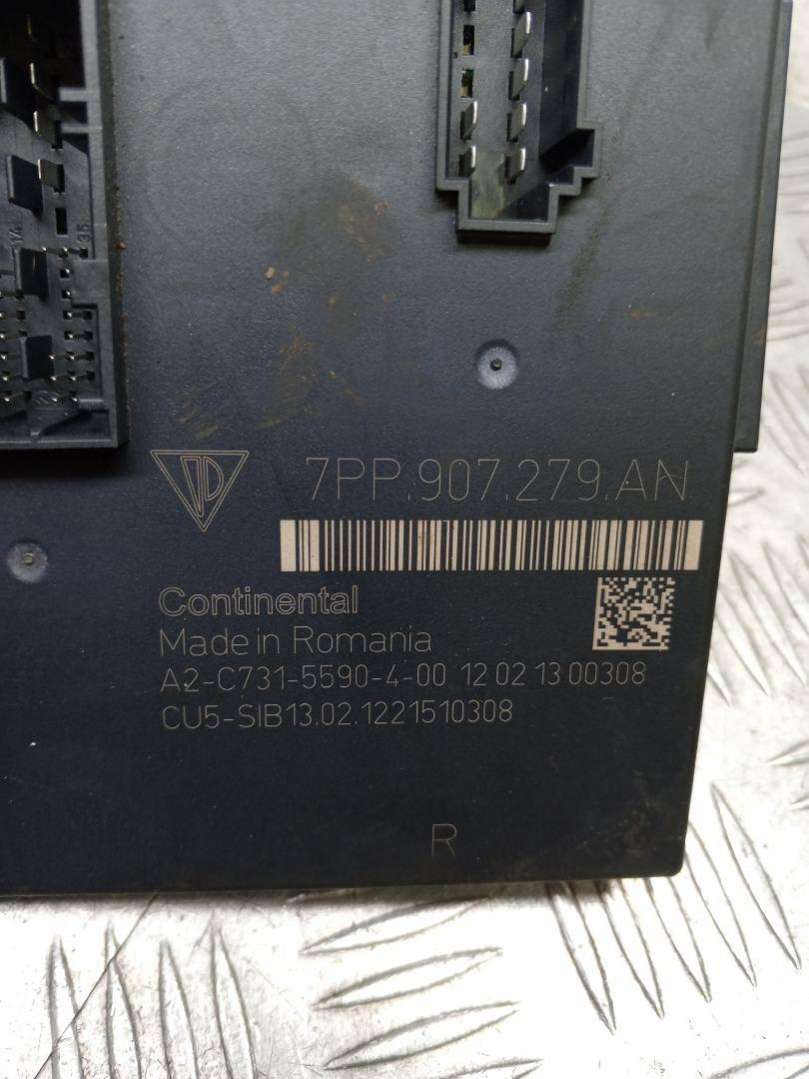 35
7PP.907.279.AN
Continental
Made in Romania
A2-C731-5590-4-00 12 02 13 00308
CU5-SIB13.02.1221510308
R